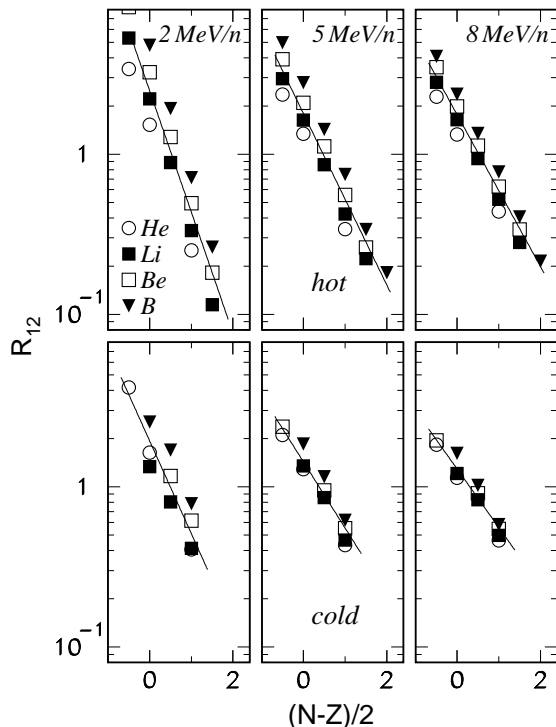 2 MeV/n
5 MeV/n
8 MeV/n
1
He
Li
Be
B
hot
10⁻¹
R₁₂
1
cold
10⁻¹
0 2
0 2
0 2
(N-Z)/2